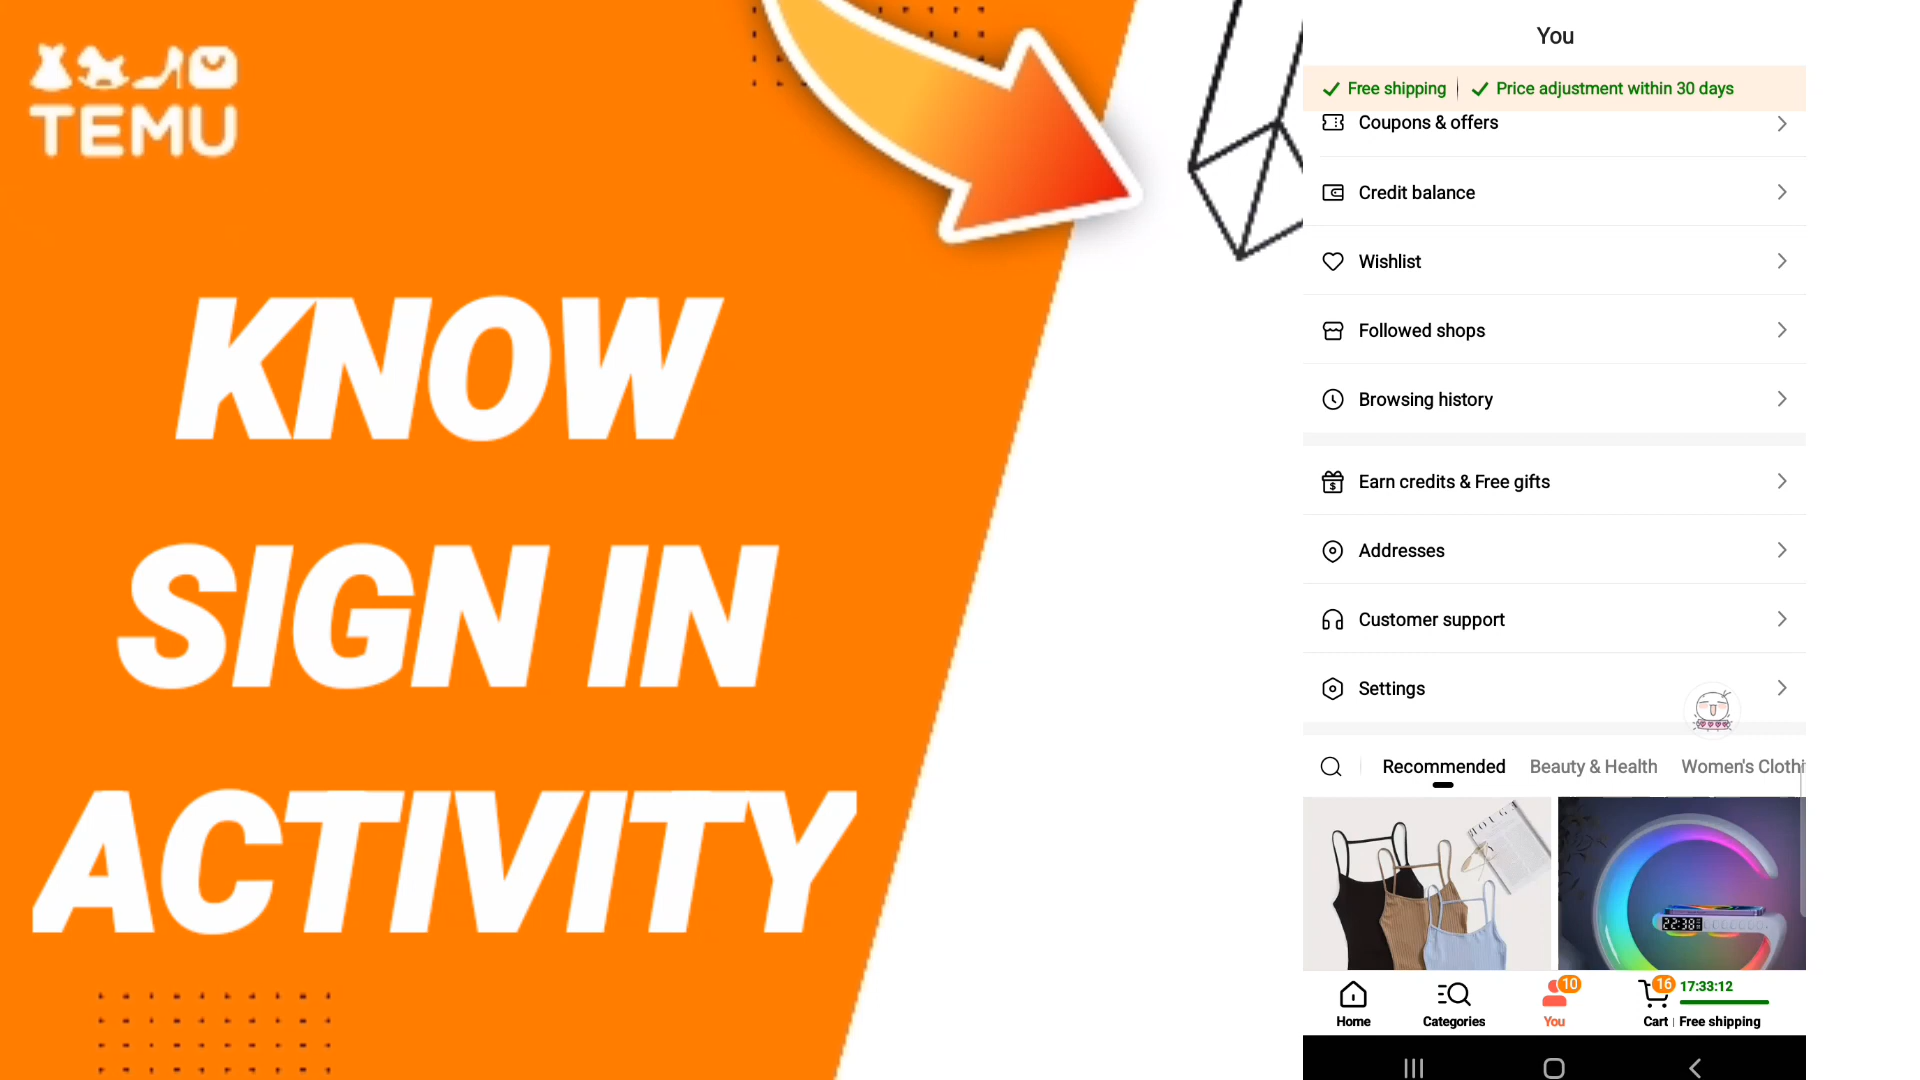 TEMU
KNOW
SIGN IN
ACTIVITY
You
Free shipping
Price adjustment within 30 days
Coupons & offers
Credit balance
Wishlist
Followed shops
Browsing history
Earn credits & Free gifts
Addresses
Customer support
Settings
Recommended
Beauty & Health
Women's Clothi
22:38
10
16
17:33:12
Home
Categories
You
Cart
Free shipping